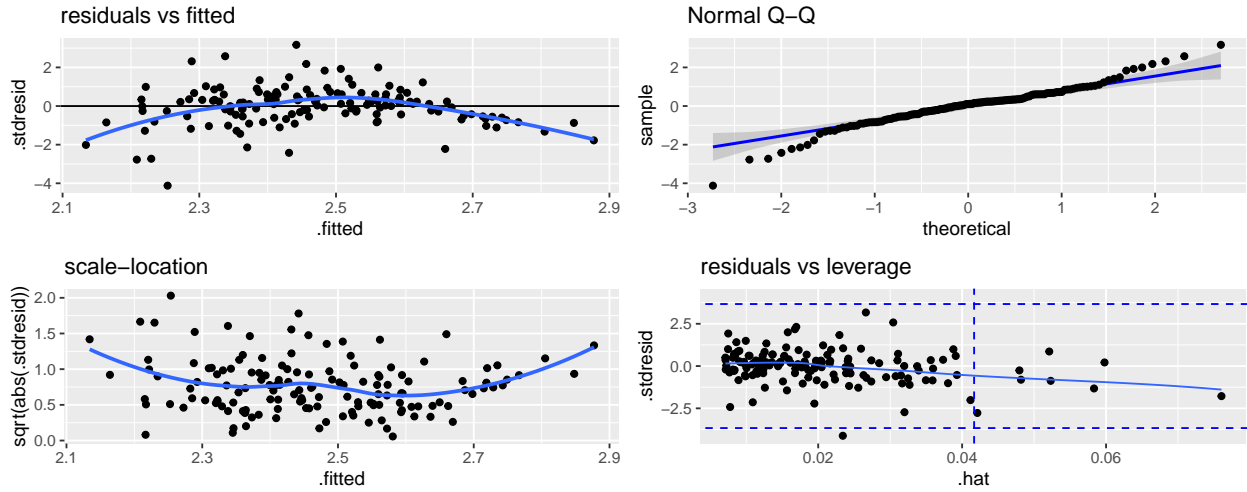 residuals vs fitted
.stdresid
2
0
−2
−4
2.1
2.3
2.5
2.7
2.9
.fitted
Normal Q−Q
sample
2
0
−2
−4
−3
−2
−1
0
1
2
theoretical
scale−location
sqrt(abs(.stdresid))
2.0
1.5
1.0
0.5
0.0
2.1
2.3
2.5
2.7
2.9
.fitted
residuals vs leverage
.stdresid
2.5
0.0
−2.5
0.02
0.04
0.06
.hat